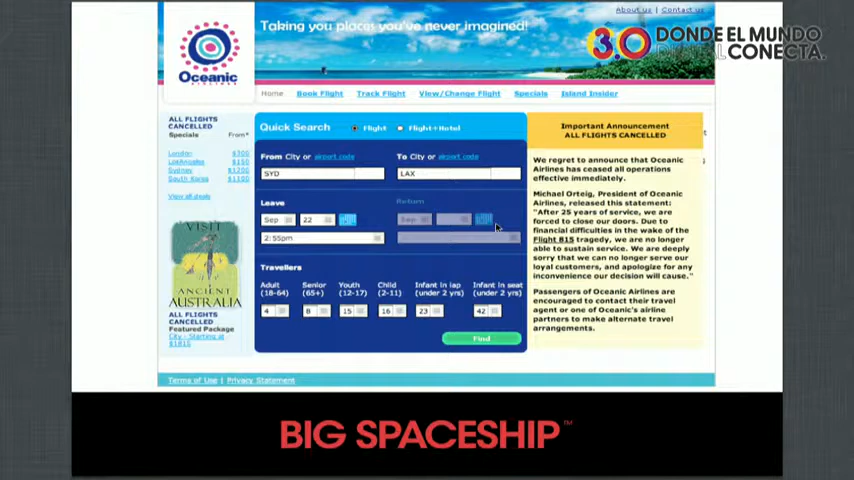 About us | Contact us
Taking you places you've never imagined!
3.0 DONDE EL MUNDO
DIGITAL CONECTA.
Oceanic
AIRLINES
Home Book Flight Track Flight View/Change Flight Specials Island Insider
ALL FLIGHTS
CANCELLED
Specials From*
London $300
Los Angeles $150
Sydney $1250
South Korea $1100
View all deals
VISIT
ANCIENT
AUSTRALIA
ALL FLIGHTS
CANCELLED
Featured Package
City - Starting at
$1815
Quick Search Flight Flight+Hotel
From City or airport code To City or airport code
SYD LAX
Leave Return
Sep 22 Sep
2:55pm
Travellers
Adult Senior Youth Child Infant in lap Infant in seat
(18-64) (65+) (12-17) (2-11) (under 2 yrs) (under 2 yrs)
4 8 15 16 23 42
Find
Important Announcement
ALL FLIGHTS CANCELLED
We regret to announce that Oceanic
Airlines has ceased all operations
effective immediately.
Michael Orteig, President of Oceanic
Airlines, released this statement:
"After 25 years of service, we are
forced to close our doors. Due to
financial difficulties in the wake of the
Flight 815 tragedy, we are no longer
able to sustain service. We are deeply
sorry that we can no longer serve our
loyal customers, and apologize for any
inconvenience our decision will cause."
Passengers of Oceanic Airlines are
encouraged to contact their travel
agent or one of Oceanic's airline
partners to make alternate travel
arrangements.
Terms of Use | Privacy Statement
BIG SPACESHIP™